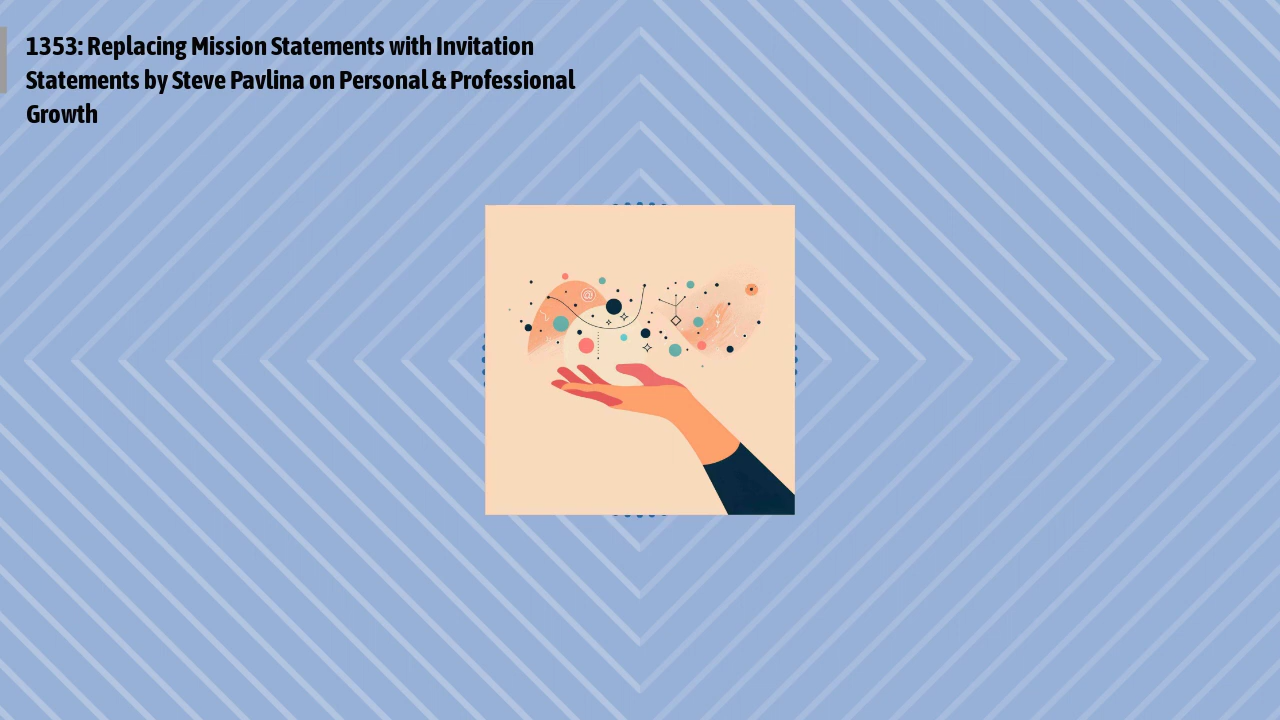 1353: Replacing Mission Statements with Invitation
Statements by Steve Pavlina on Personal & Professional
Growth
@